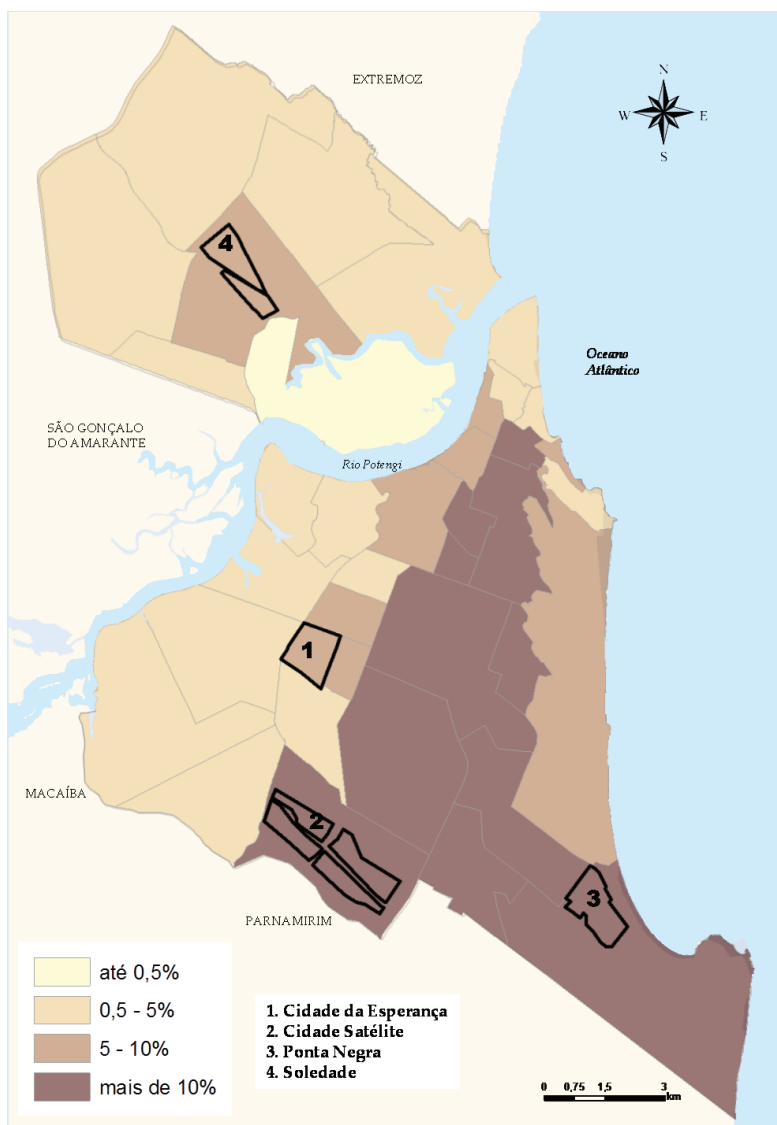 EXTREMOZ
N
W E
S
4
Oceano
Atlântico
SÃO GONÇALO
DO AMARANTE
Rio Potengi
1
MACAÍBA
2
3
PARNAMIRIM
até 0,5%
0,5 - 5%
5 - 10%
mais de 10%
1. Cidade da Esperança
2. Cidade Satélite
3. Ponta Negra
4. Soledade
0 0,75 1,5 3
km